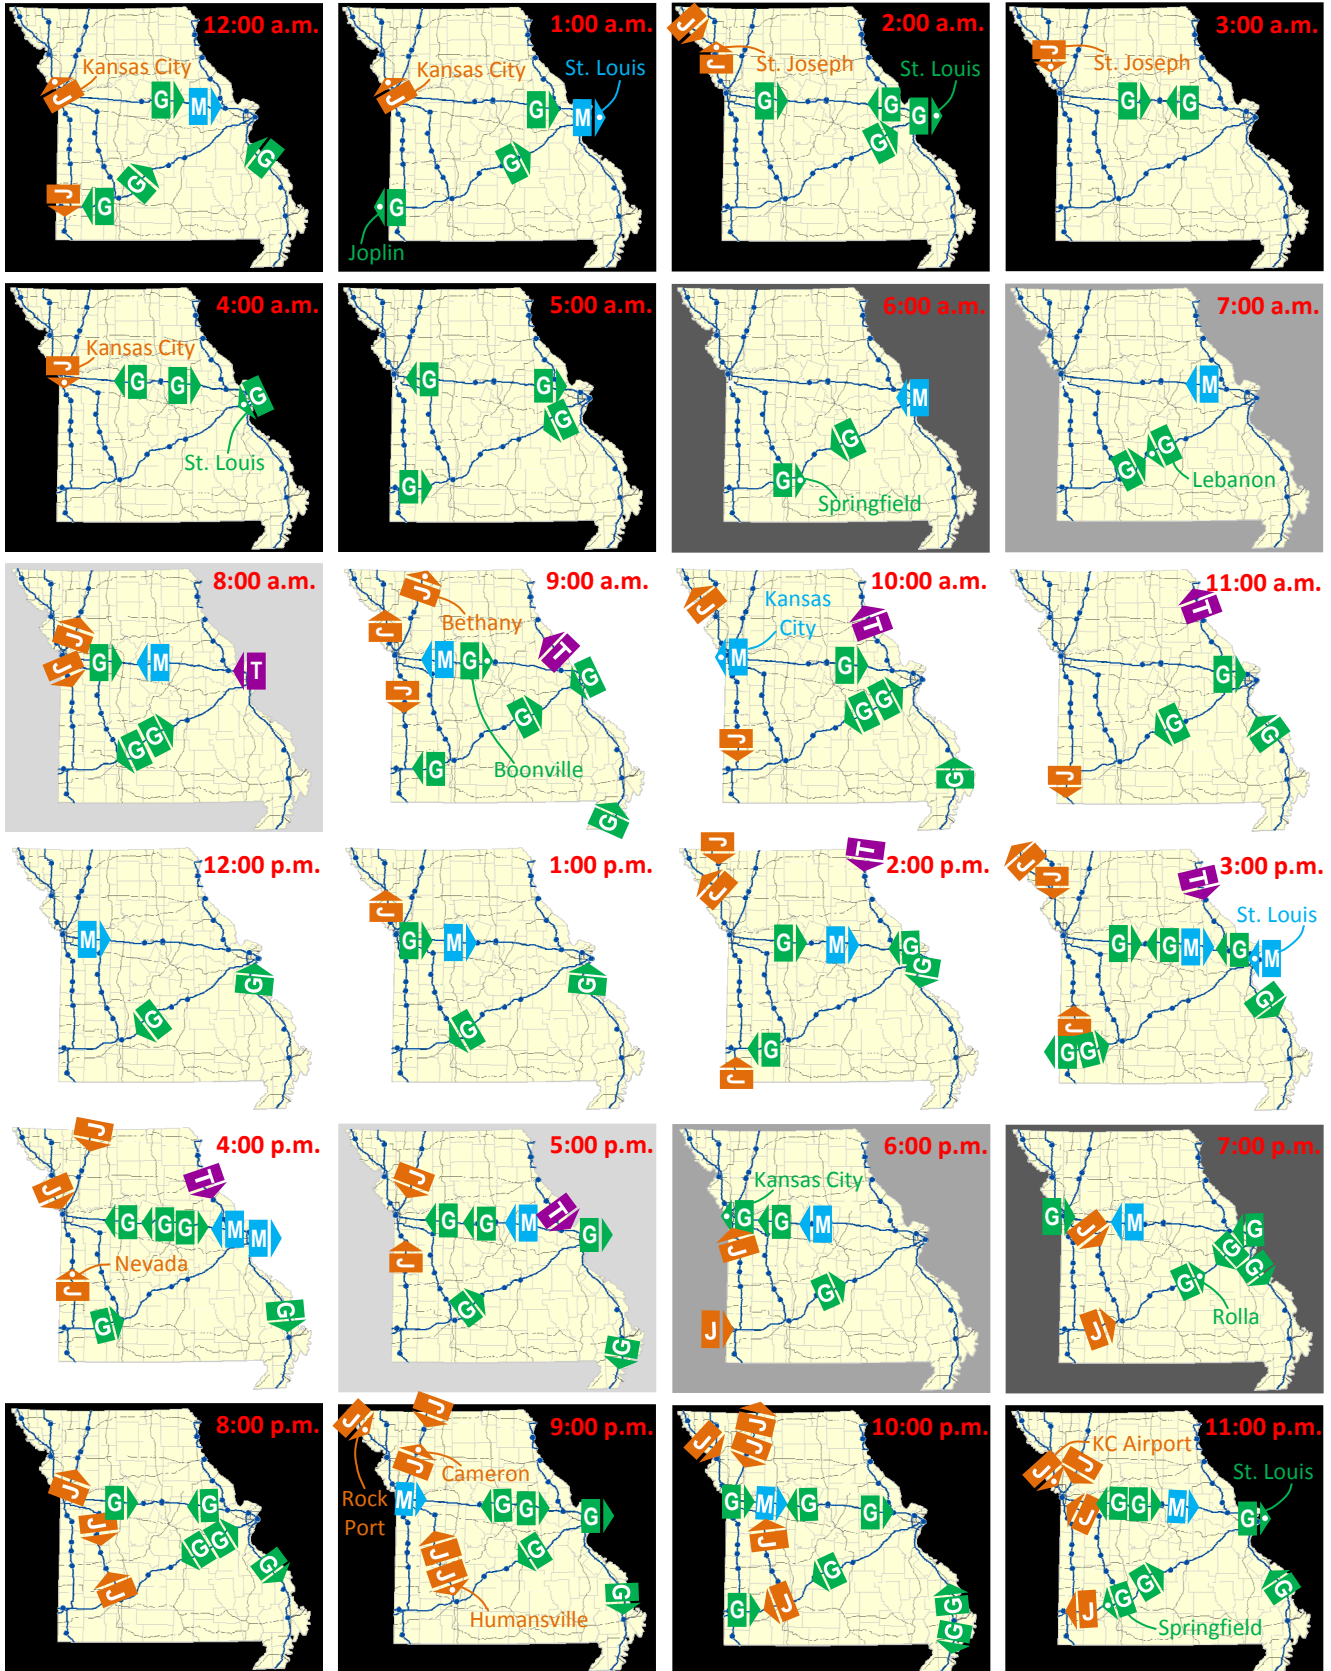 12:00 a.m.
Kansas City
G
M
J
G
G
J
G
1:00 a.m.
St. Louis
Kansas City
J
G
M
G
G
Joplin
2:00 a.m.
J
St. Joseph
J
St. Louis
G
G
G
G
3:00 a.m.
J
St. Joseph
G
G
4:00 a.m.
Kansas City
J
G
G
G
St. Louis
5:00 a.m.
G
G
G
G
6:00 a.m.
M
G
G
Springfield
7:00 a.m.
M
G
G
Lebanon
8:00 a.m.
J
J
G
M
T
G
G
9:00 a.m.
J
Bethany
J
M
G
T
G
J
G
G
Boonville
G
10:00 a.m.
J
Kansas
City
T
M
G
G
G
J
G
11:00 a.m.
T
G
G
G
J
12:00 p.m.
M
G
G
1:00 p.m.
J
G
M
G
G
2:00 p.m.
J
T
J
G
M
G
G
G
J
3:00 p.m.
J
J
T
St. Louis
G
G
M
G
M
G
J
G
G
4:00 p.m.
J
J
T
G
G
G
M
M
Nevada
J
G
G
5:00 p.m.
J
T
G
G
M
G
J
G
G
6:00 p.m.
Kansas City
G
G
M
J
G
J
7:00 p.m.
G
J
M
G
G
G
G
Rolla
J
8:00 p.m.
J
G
G
J
G
G
G
J
9:00 p.m.
J
J
J
Cameron
Rock
Port
M
G
G
G
J
G
J
G
Humansville
10:00 p.m.
J
J
J
G
M
G
G
J
G
G
J
G
G
11:00 p.m.
KC Airport
J
J
St. Louis
J
G
G
M
G
G
G
G
J
Springfield